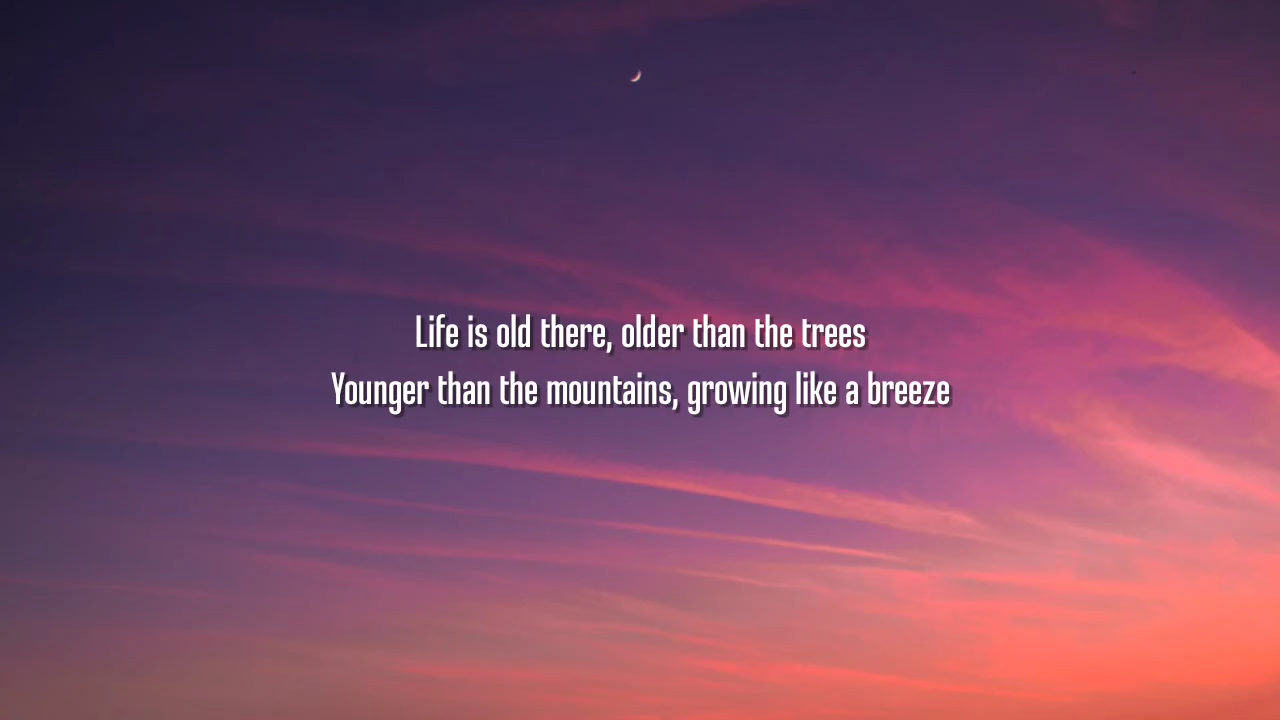 Life is old there, older than the trees
Younger than the mountains, growing like a breeze